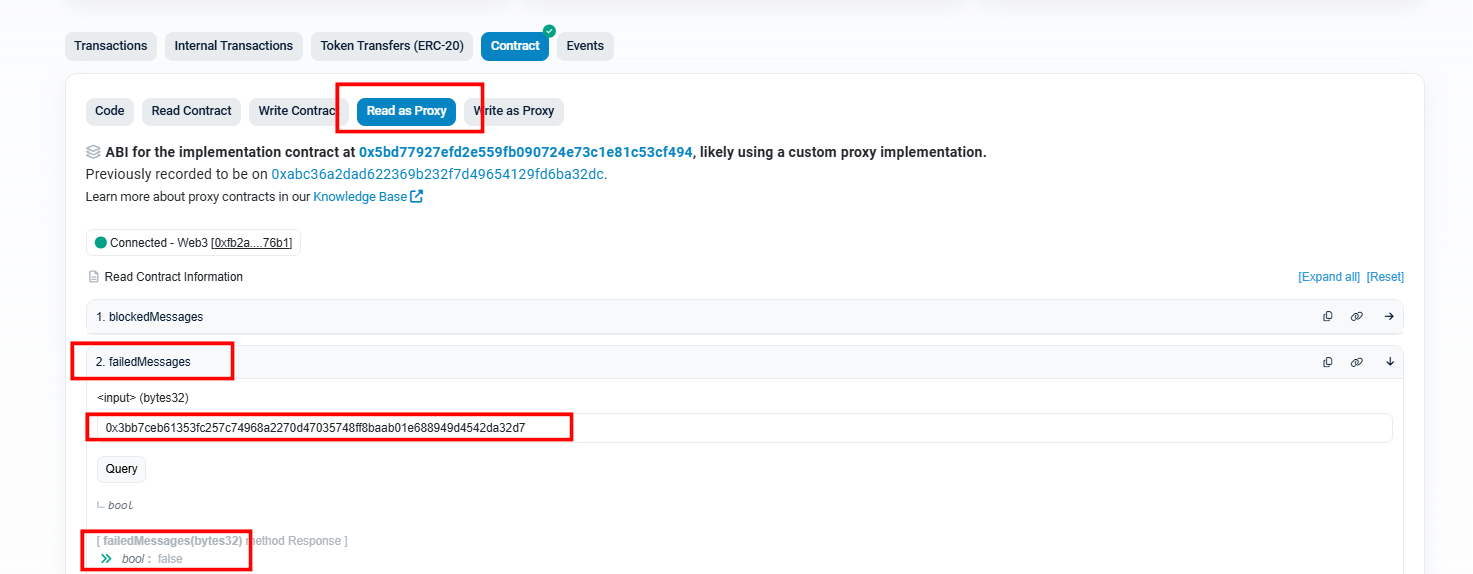 Transactions Internal Transactions Token Transfers (ERC-20) Contract Events
Code Read Contract Write Contract Read as Proxy Write as Proxy
ABI for the implementation contract at 0x5bd77927efd2e559fb090724e73c1e81c53cf494, likely using a custom proxy implementation.
Previously recorded to be on 0xabc36a2dad622369b232f7d49654129fd6ba32dc.
Learn more about proxy contracts in our Knowledge Base
Connected - Web3 [0xfb2a....76b1]
Read Contract Information [Expand all] [Reset]
1. blockedMessages
2. failedMessages
<input> (bytes32)
0x3bb7ceb61353fc257c74968a2270d47035748ff8baab01e688949d4542da32d7
Query
bool
[ failedMessages(bytes32) method Response ]
bool : false